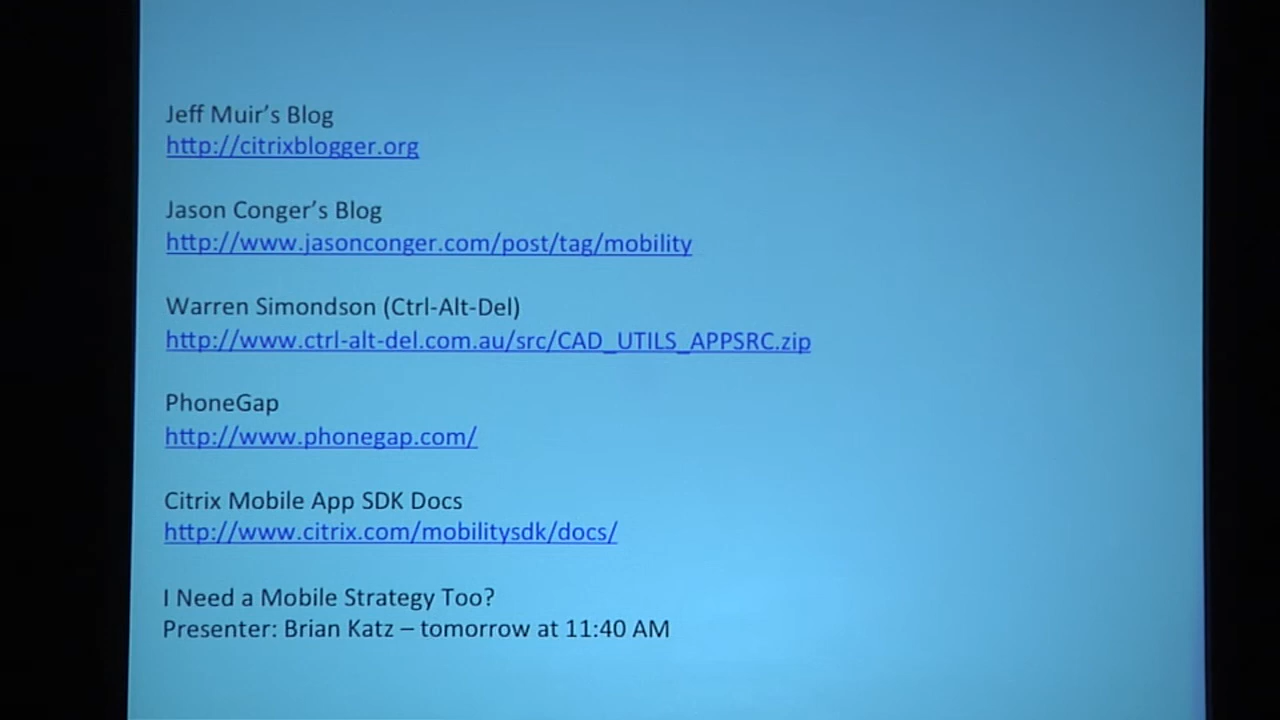 Jeff Muir’s Blog
http://citrixblogger.org
Jason Conger’s Blog
http://www.jasonconger.com/post/tag/mobility
Warren Simondson (Ctrl-Alt-Del)
http://www.ctrl-alt-del.com.au/src/CAD_UTILS_APPSRC.zip
PhoneGap
http://www.phonegap.com/
Citrix Mobile App SDK Docs
http://www.citrix.com/mobilitysdk/docs/
I Need a Mobile Strategy Too?
Presenter: Brian Katz – tomorrow at 11:40 AM